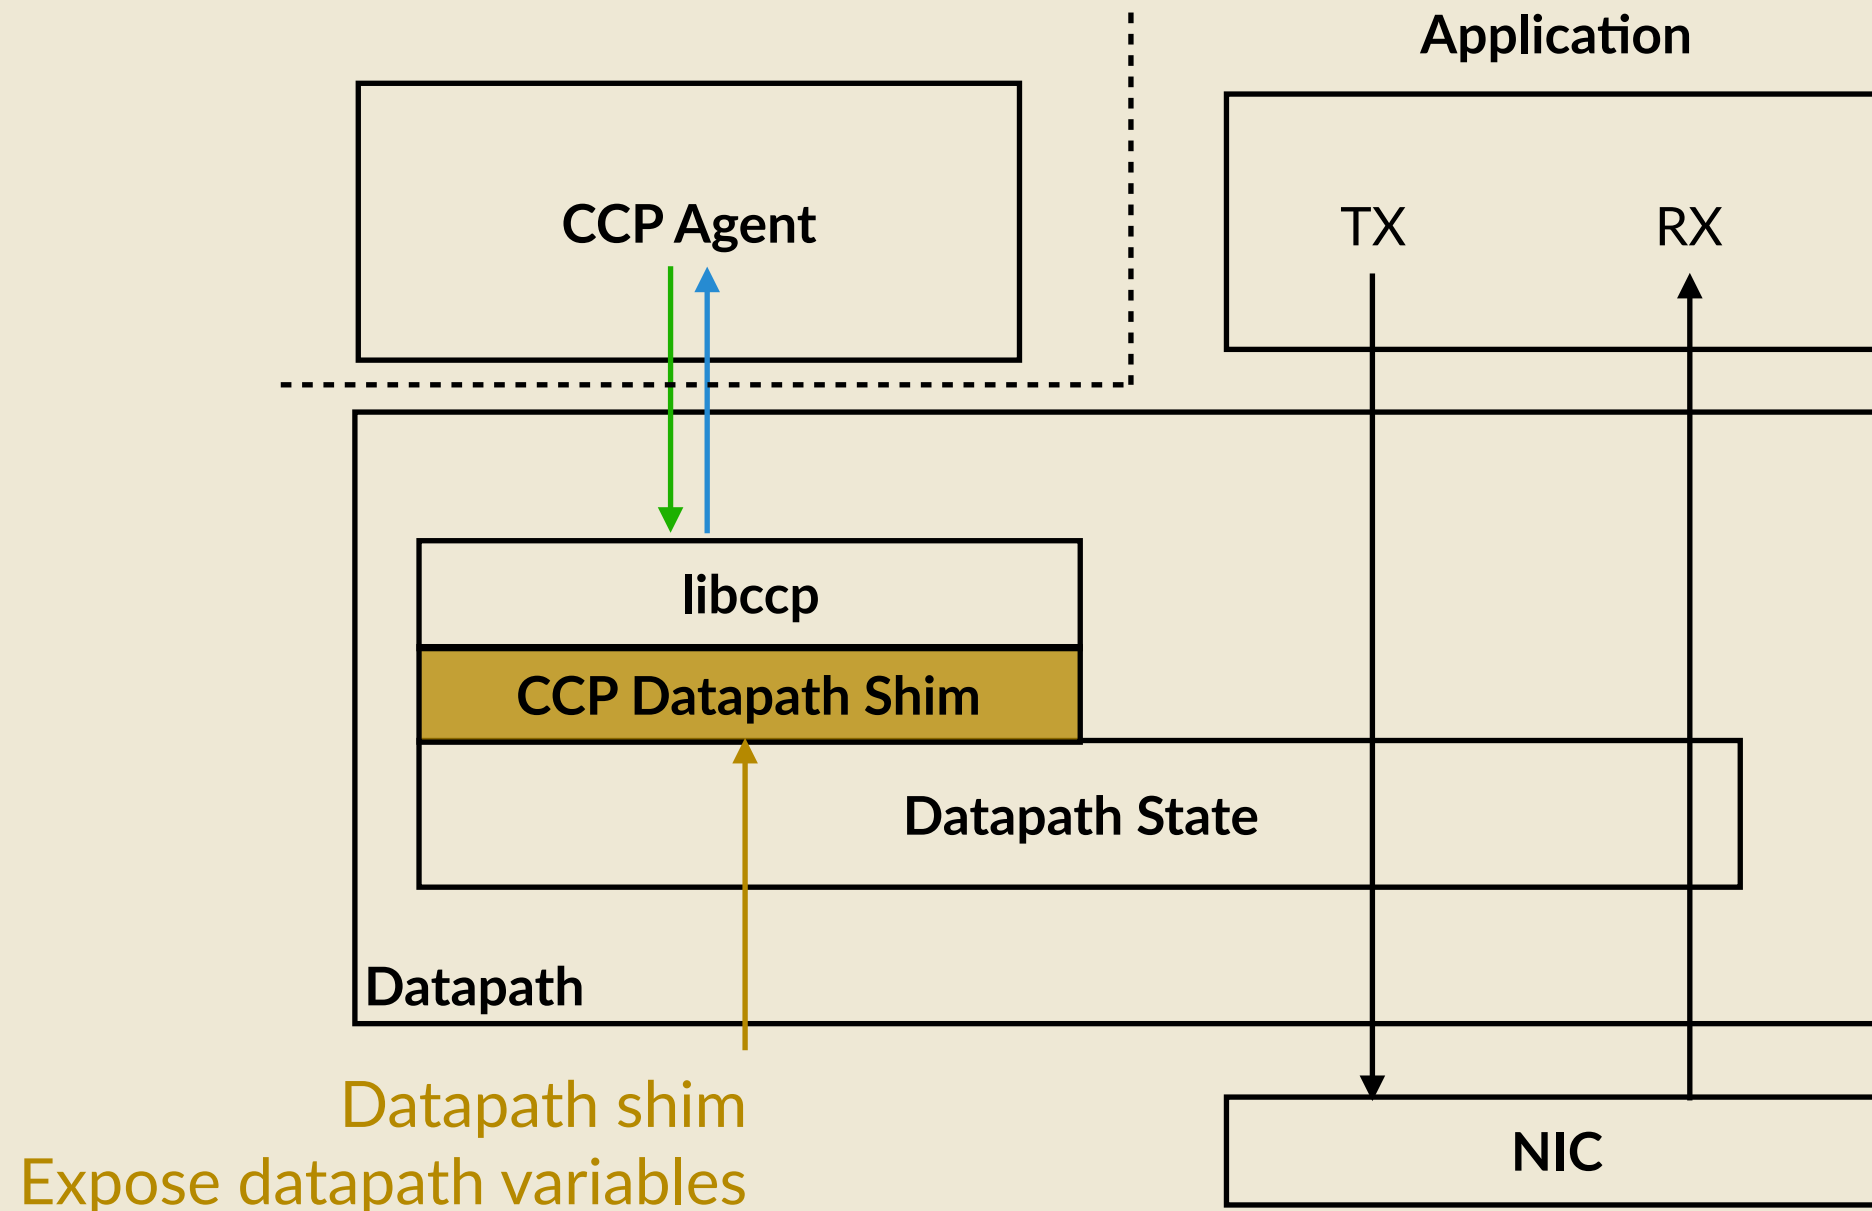 Application
CCP Agent
TX
RX
libccp
CCP Datapath Shim
Datapath State
Datapath
Datapath shim
Expose datapath variables
NIC